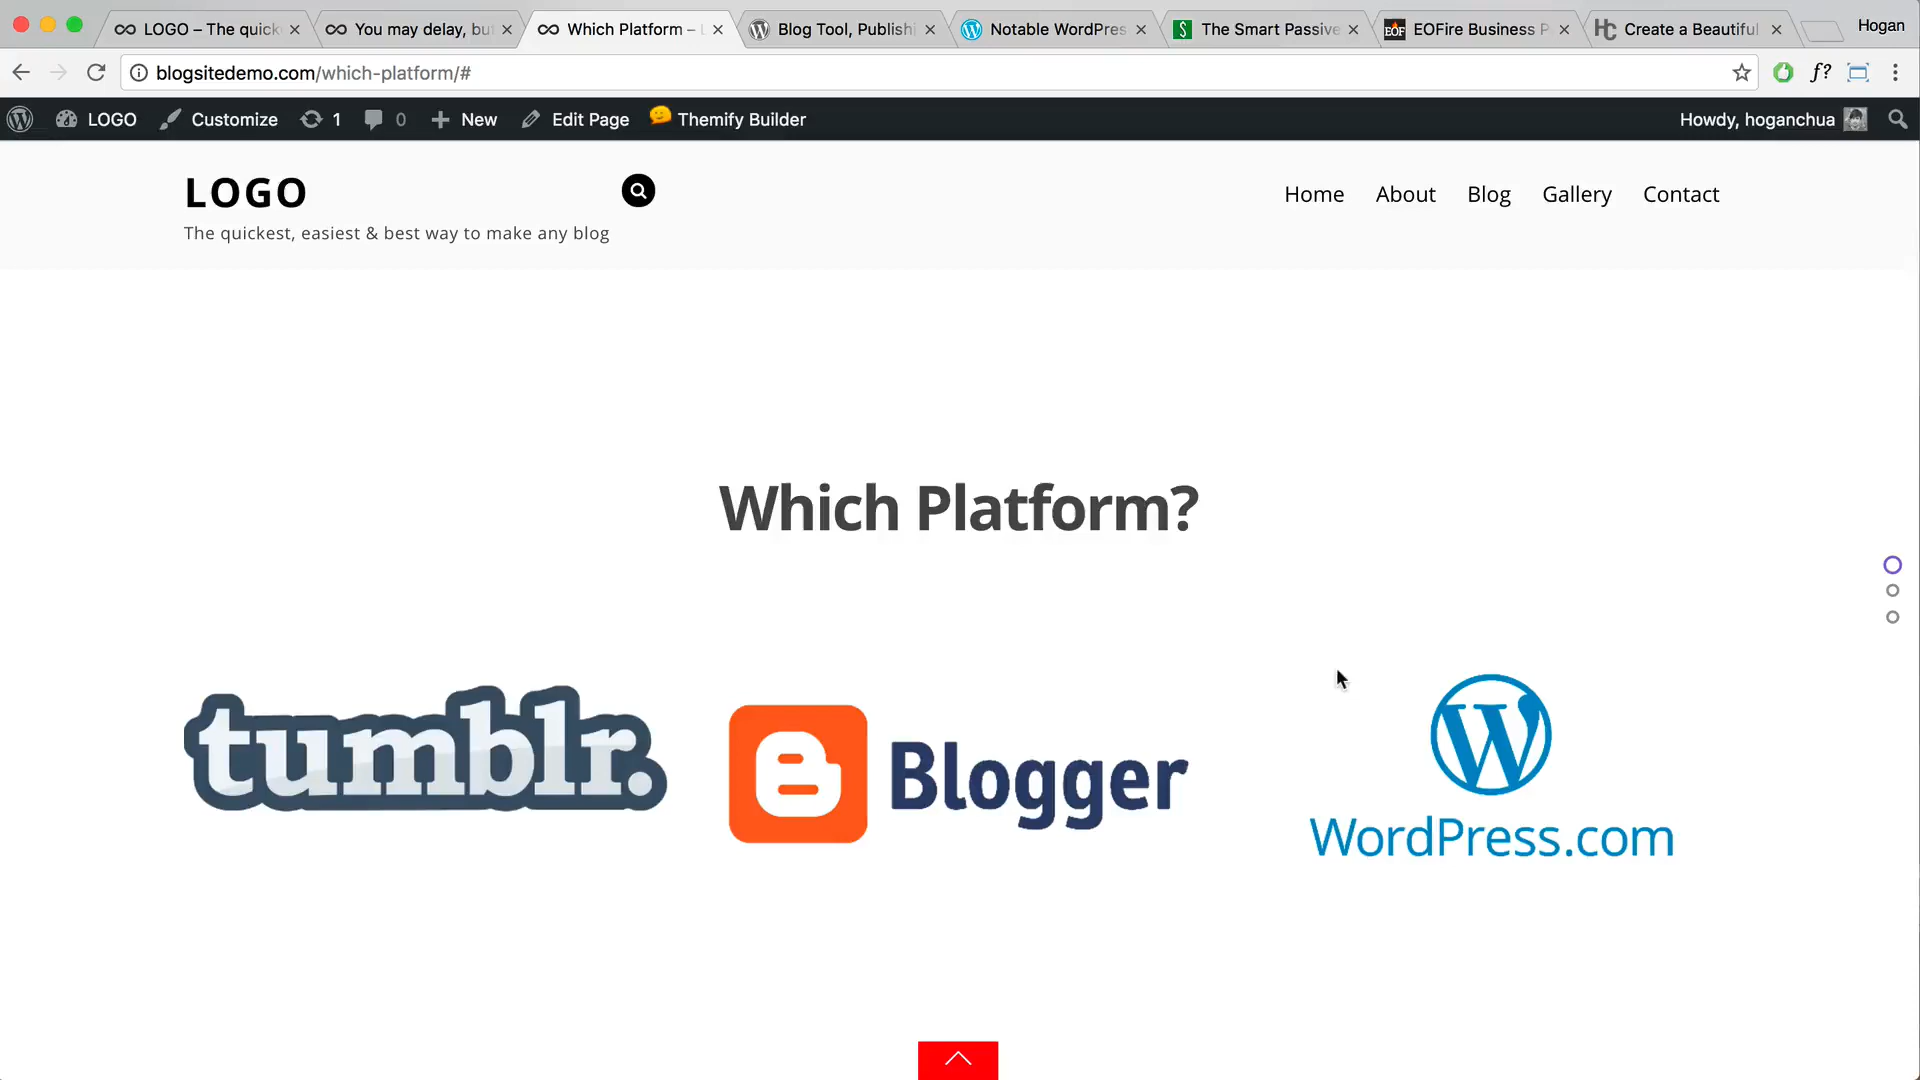 LOGO – The quick
You may delay, bu
Which Platform – L
Blog Tool, Publishi
Notable WordPres
The Smart Passive
EOFire Business P
Create a Beautiful
Hogan
blogsitedemo.com/which-platform/#
f?
LOGO
Customize
1
0
New
Edit Page
Themify Builder
Howdy, hoganchua
LOGO
The quickest, easiest & best way to make any blog
Home
About
Blog
Gallery
Contact
Which Platform?
tumblr.
Blogger
WordPress.com